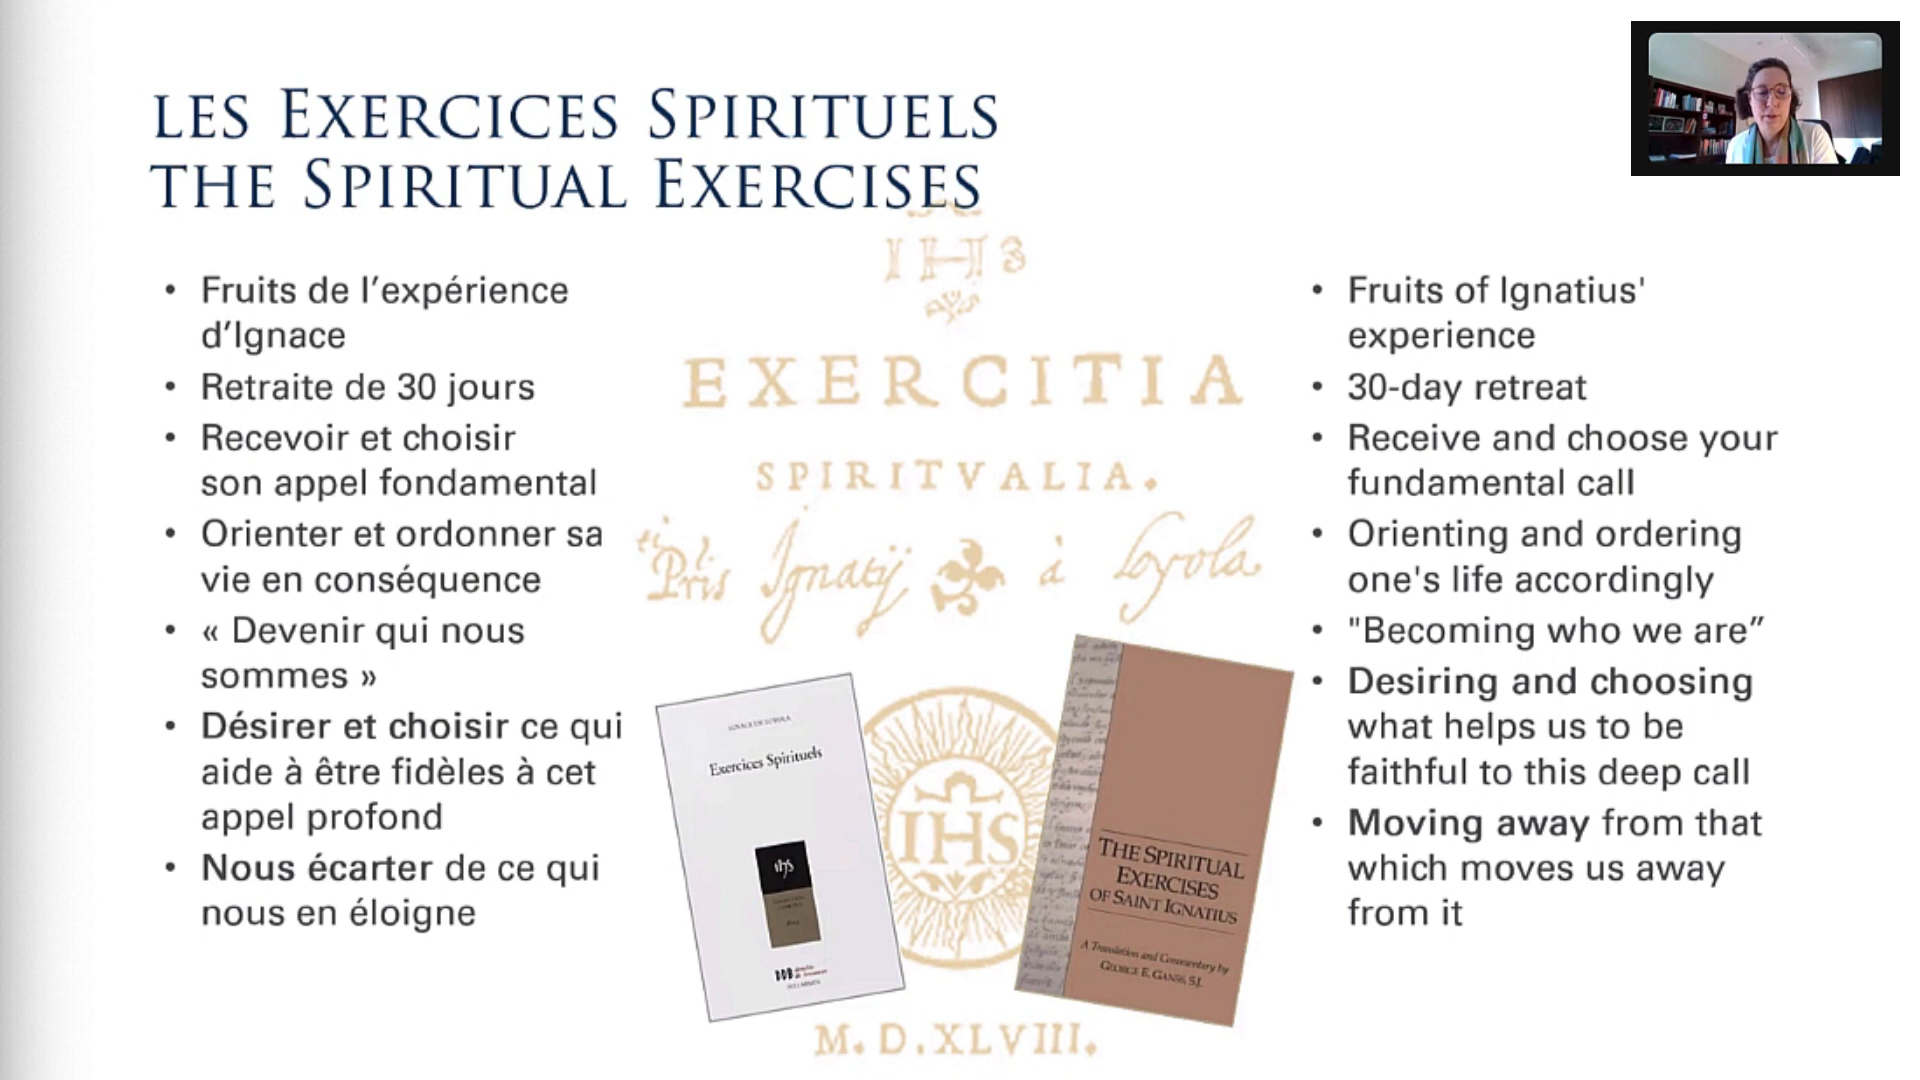 LES EXERCICES SPIRITUELS
THE SPIRITUAL EXERCISES
• Fruits de l’expérience
d’Ignace
• Retraite de 30 jours
• Recevoir et choisir
son appel fondamental
• Orienter et ordonner sa
vie en conséquence
• « Devenir qui nous
sommes »
• Désirer et choisir ce qui
aide à être fidèles à cet
appel profond
• Nous écarter de ce qui
nous en éloigne
IHS
EXERCITIA
SPIRITVALIA.
Pris Ignatij à Loyola
IHS
M.D.XLVIII.
IGNACE DE LOYOLA
Exercices Spirituels
THE SPIRITUAL
EXERCISES
OF SAINT IGNATIUS
A Translation and Commentary by
GEORGE E. GANSS, S.J.
• Fruits of Ignatius'
experience
• 30-day retreat
• Receive and choose your
fundamental call
• Orienting and ordering
one's life accordingly
• "Becoming who we are”
• Desiring and choosing
what helps us to be
faithful to this deep call
• Moving away from that
which moves us away
from it